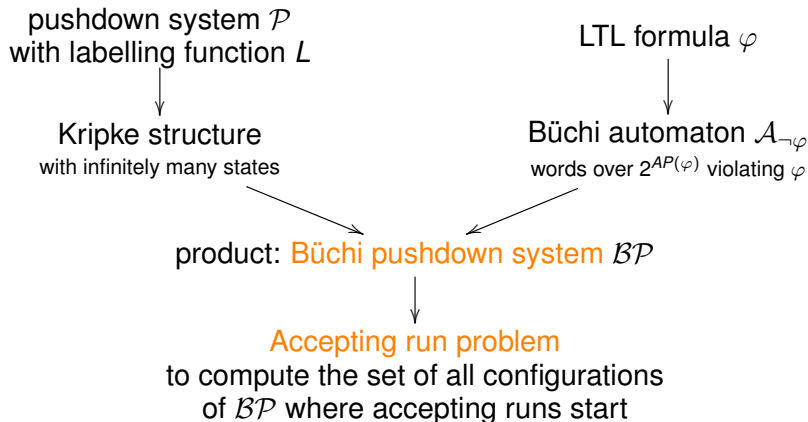 pushdown system 𝒫
with labelling function L
LTL formula φ
Kripke structure
with infinitely many states
Büchi automaton 𝒜¬φ
words over 2^AP(φ) violating φ
product: Büchi pushdown system ℬ𝒫
Accepting run problem
to compute the set of all configurations
of ℬ𝒫 where accepting runs start